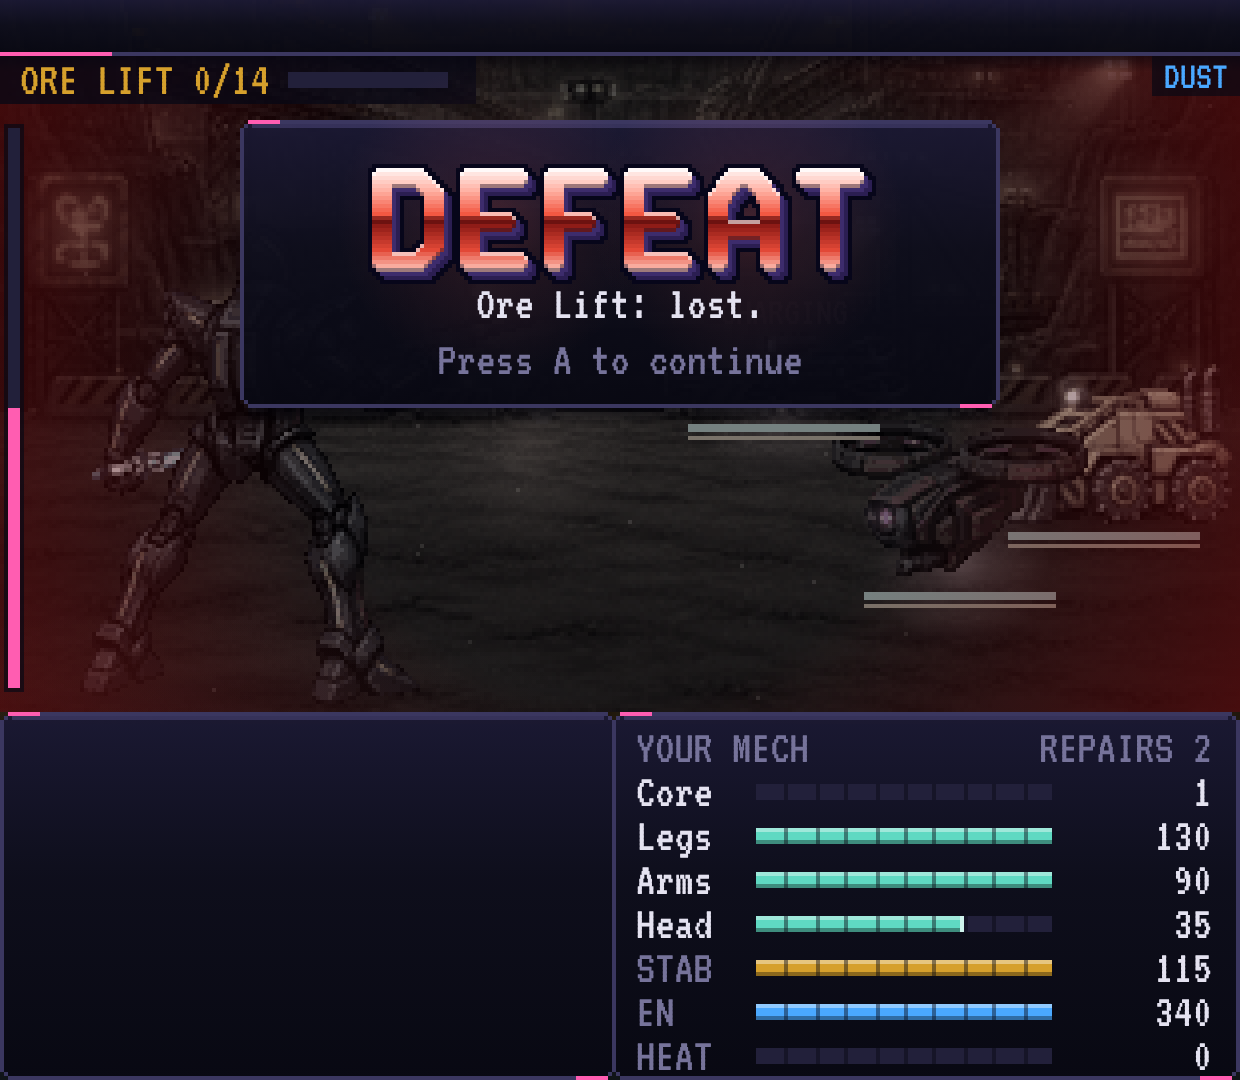 ORE LIFT 0/14
DUST
DEFEAT
Ore Lift: lost.
Press A to continue
YOUR MECH REPAIRS 2
Core 1
Legs 130
Arms 90
Head 35
STAB 115
EN 340
HEAT 0